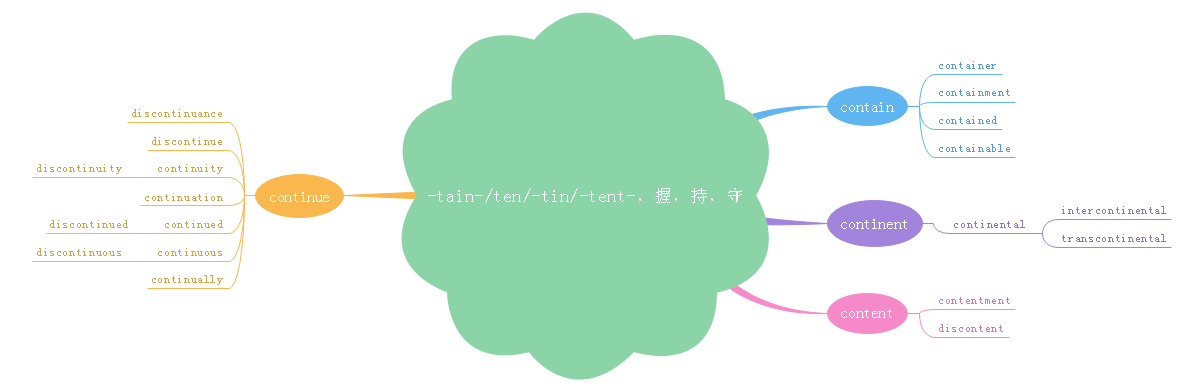 -tain-/ten/-tin/-tent-，握，持，守
contain
container
containment
contained
containable
continent
continental
intercontinental
transcontinental
content
contentment
discontent
continue
discontinuance
discontinue
continuity
discontinuity
continuation
continued
discontinued
continuous
discontinuous
continually